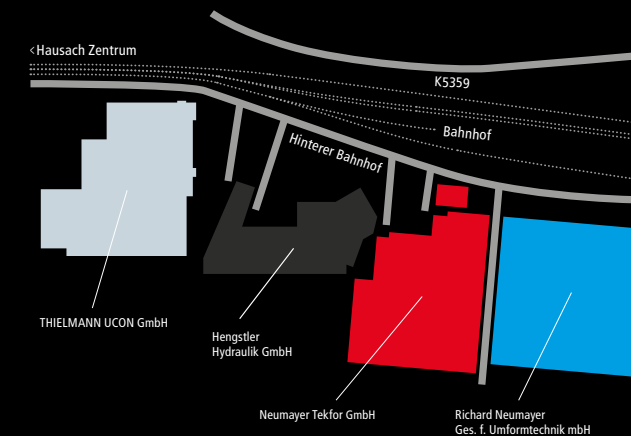 <Hausach Zentrum
K5359
Bahnhof
Hinterer Bahnhof
THIELMANN UCON GmbH
Hengstler
Hydraulik GmbH
Neumayer Tekfor GmbH
Richard Neumayer
Ges. f. Umformtechnik mbH